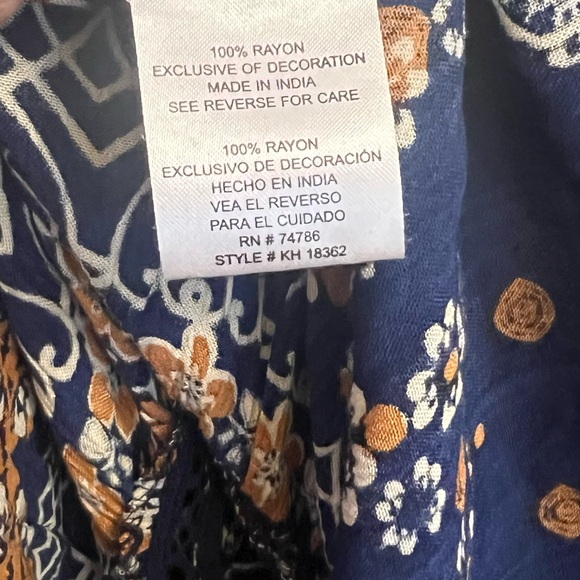 100% RAYON
EXCLUSIVE OF DECORATION
MADE IN INDIA
SEE REVERSE FOR CARE
100% RAYON
EXCLUSIVO DE DECORACIÓN
HECHO EN INDIA
VEA EL REVERSO
PARA EL CUIDADO
RN # 74786
STYLE # KH 18362